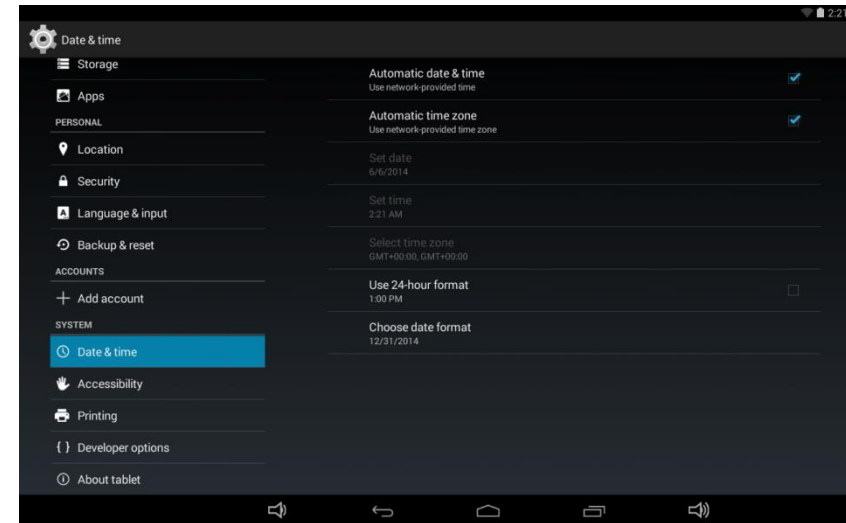 2:21
Date & time
Storage
Apps
PERSONAL
Location
Security
Language & input
Backup & reset
ACCOUNTS
Add account
SYSTEM
Date & time
Accessibility
Printing
Developer options
About tablet
Automatic date & time
Use network-provided time
Automatic time zone
Use network-provided time zone
Set date
6/6/2014
Set time
2:21 AM
Select time zone
GMT+00:00, GMT+00:00
Use 24-hour format
1:00 PM
Choose date format
12/31/2014